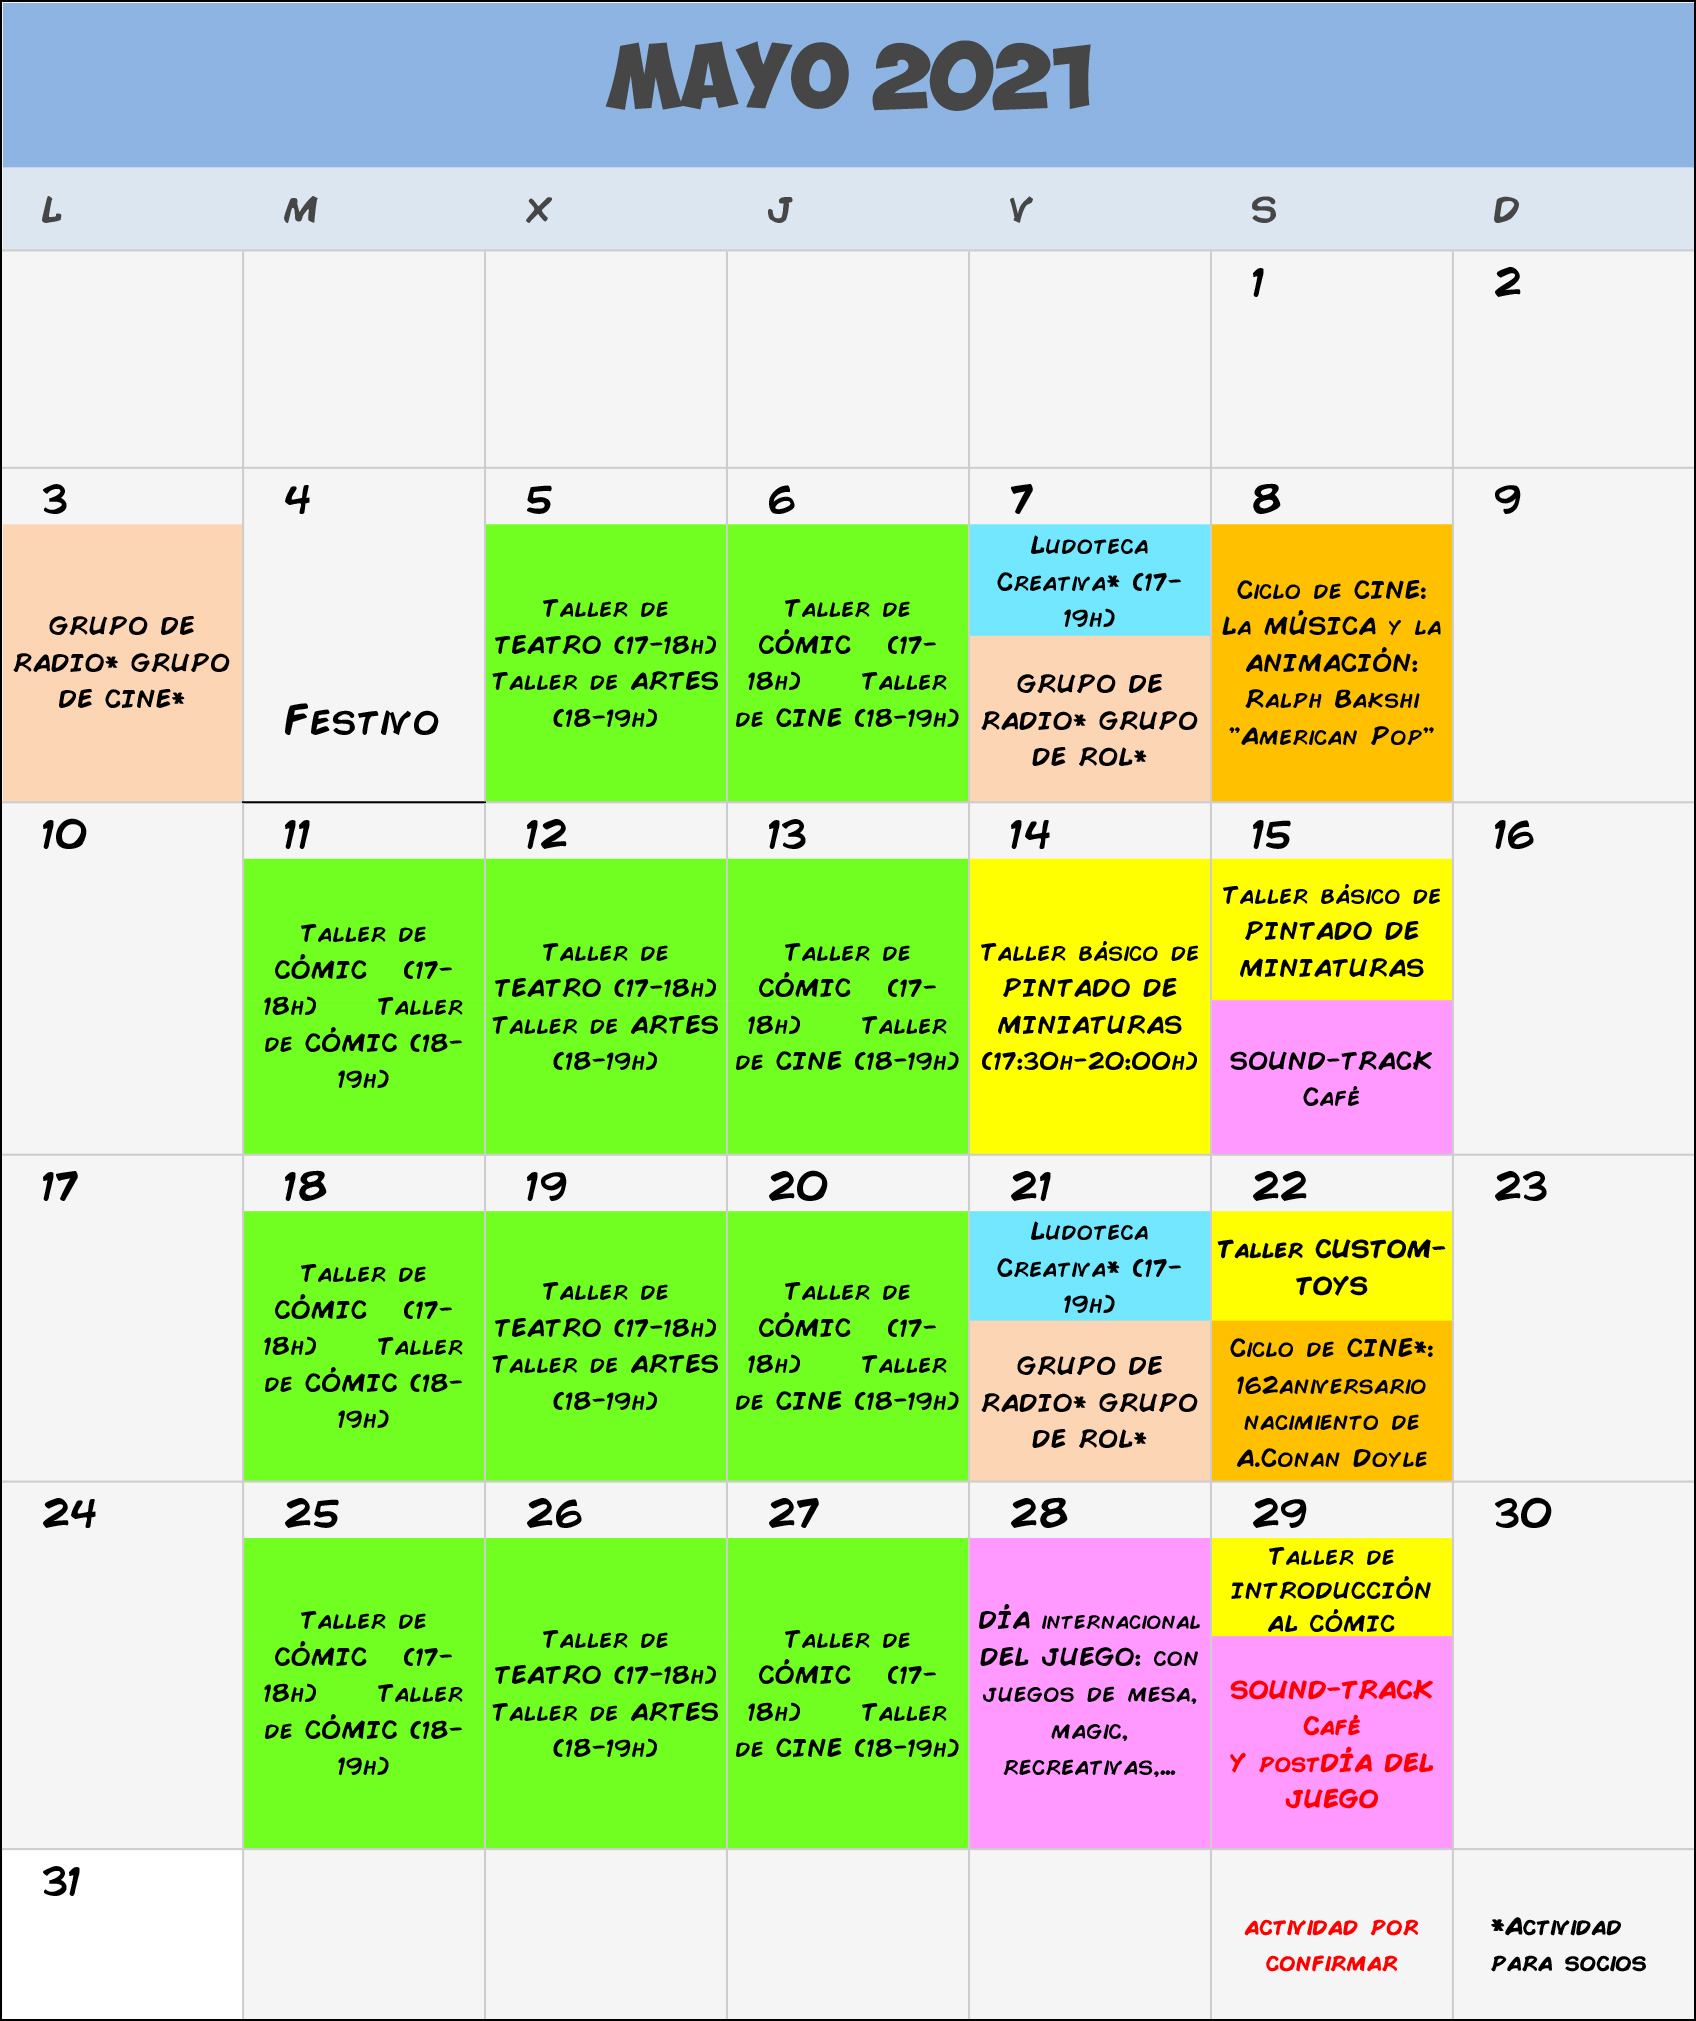 MAYO 2021
L M X J V S D
1 2
3 4 5 6 7 8 9
GRUPO DE
RADIO* GRUPO
DE CINE*
Festivo
Taller de
TEATRO (17-18h)
Taller de ARTES
(18-19h)
Taller de
CÓMIC (17-
18h) Taller
de CINE (18-19h)
Ludoteca
Creativa* (17-
19h)
GRUPO DE
RADIO* GRUPO
DE ROL*
Ciclo de CINE:
La MÚSICA y la
ANIMACIÓN:
Ralph Bakshi
"American Pop"
10 11 12 13 14 15 16
Taller de
CÓMIC (17-
18h) Taller
de CÓMIC (18-
19h)
Taller de
TEATRO (17-18h)
Taller de ARTES
(18-19h)
Taller de
CÓMIC (17-
18h) Taller
de CINE (18-19h)
Taller básico de
PINTADO DE
MINIATURAS
(17:30h-20:00h)
Taller básico de
PINTADO DE
MINIATURAS
SOUND-TRACK
Café
17 18 19 20 21 22 23
Taller de
CÓMIC (17-
18h) Taller
de CÓMIC (18-
19h)
Taller de
TEATRO (17-18h)
Taller de ARTES
(18-19h)
Taller de
CÓMIC (17-
18h) Taller
de CINE (18-19h)
Ludoteca
Creativa* (17-
19h)
GRUPO DE
RADIO* GRUPO
DE ROL*
Taller CUSTOM-
TOYS
Ciclo de CINE*:
162aniversario
nacimiento de
A.Conan Doyle
24 25 26 27 28 29 30
Taller de
CÓMIC (17-
18h) Taller
de CÓMIC (18-
19h)
Taller de
TEATRO (17-18h)
Taller de ARTES
(18-19h)
Taller de
CÓMIC (17-
18h) Taller
de CINE (18-19h)
DÍA internacional
DEL JUEGO: con
juegos de mesa,
magic,
recreativas,...
Taller de
INTRODUCCIÓN
AL CÓMIC
SOUND-TRACK
Café
Y postDÍA DEL
JUEGO
31
actividad por
confirmar
*Actividad
para socios